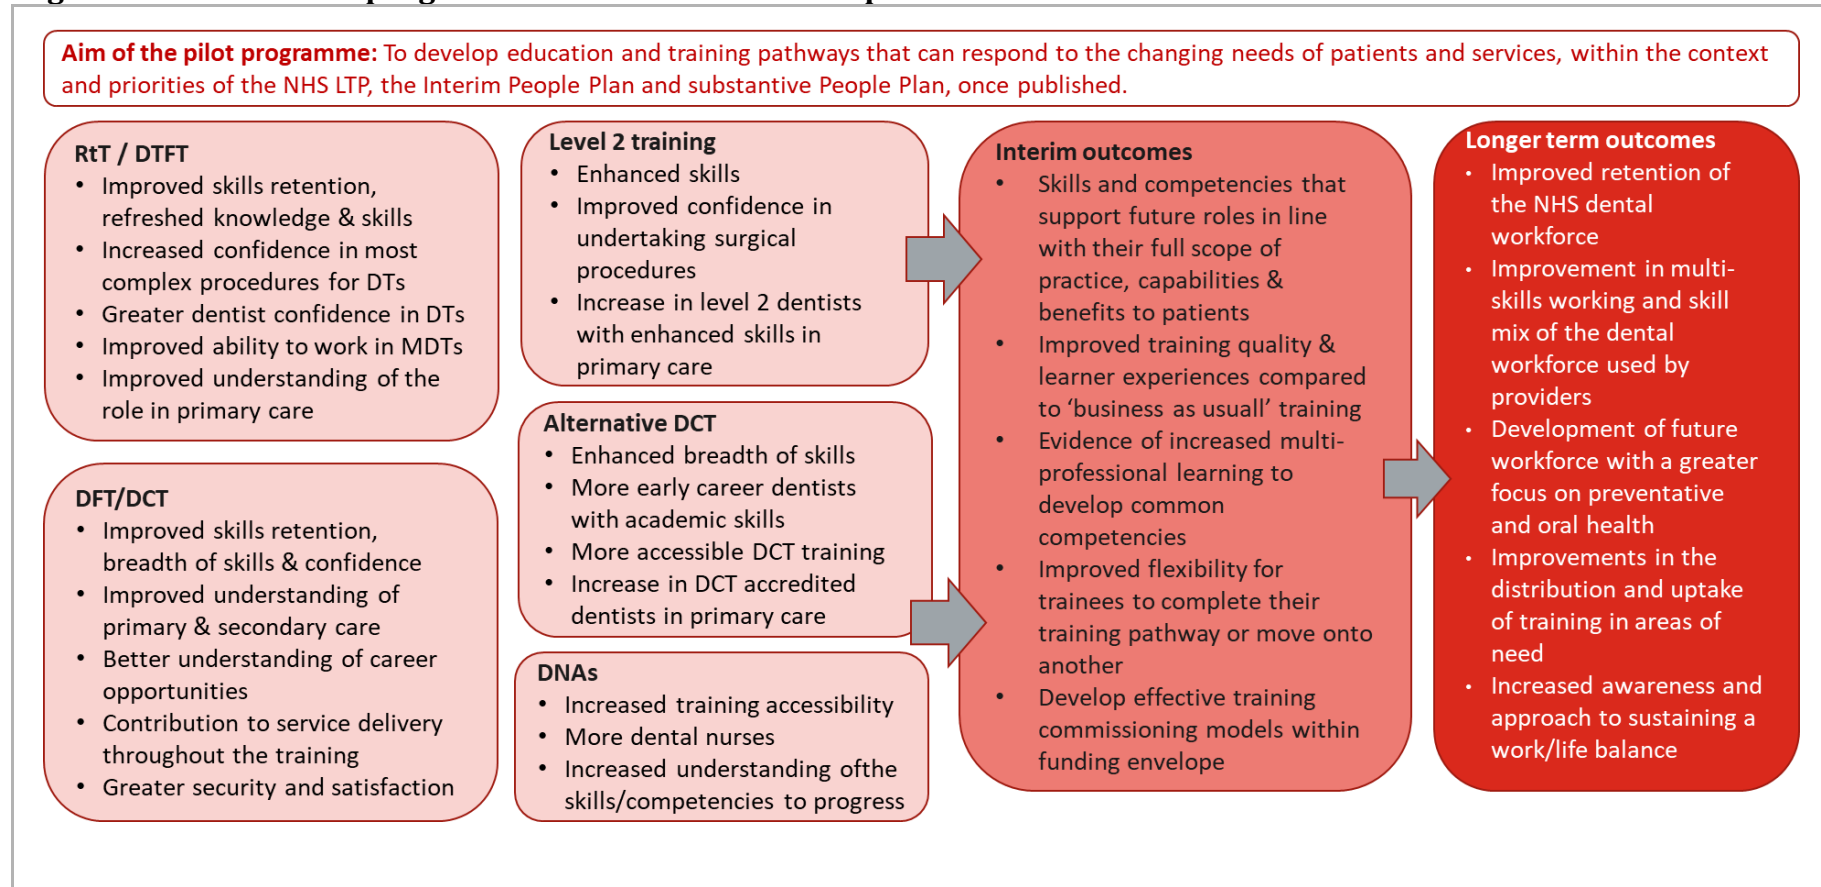 Aim of the pilot programme: To develop education and training pathways that can respond to the changing needs of patients and services, within the context
and priorities of the NHS LTP, the Interim People Plan and substantive People Plan, once published.
RtT / DTFT
• Improved skills retention,
refreshed knowledge & skills
• Increased confidence in most
complex procedures for DTs
• Greater dentist confidence in DTs
• Improved ability to work in MDTs
• Improved understanding of the
role in primary care
DFT/DCT
• Improved skills retention,
breadth of skills & confidence
• Improved understanding of
primary & secondary care
• Better understanding of career
opportunities
• Contribution to service delivery
throughout the training
• Greater security and satisfaction
Level 2 training
• Enhanced skills
• Improved confidence in
undertaking surgical
procedures
• Increase in level 2 dentists
with enhanced skills in
primary care
Alternative DCT
• Enhanced breadth of skills
• More early career dentists
with academic skills
• More accessible DCT training
• Increase in DCT accredited
dentists in primary care
DNAs
• Increased training accessibility
• More dental nurses
• Increased understanding ofthe
skills/competencies to progress
Interim outcomes
• Skills and competencies that
support future roles in line
with their full scope of
practice, capabilities &
benefits to patients
• Improved training quality &
learner experiences compared
to ‘business as usuall’ training
• Evidence of increased multi-
professional learning to
develop common
competencies
• Improved flexibility for
trainees to complete their
training pathway or move onto
another
• Develop effective training
commissioning models within
funding envelope
Longer term outcomes
• Improved retention of
the NHS dental
workforce
• Improvement in multi-
skills working and skill
mix of the dental
workforce used by
providers
• Development of future
workforce with a greater
focus on preventative
and oral health
• Improvements in the
distribution and uptake
of training in areas of
need
• Increased awareness and
approach to sustaining a
work/life balance